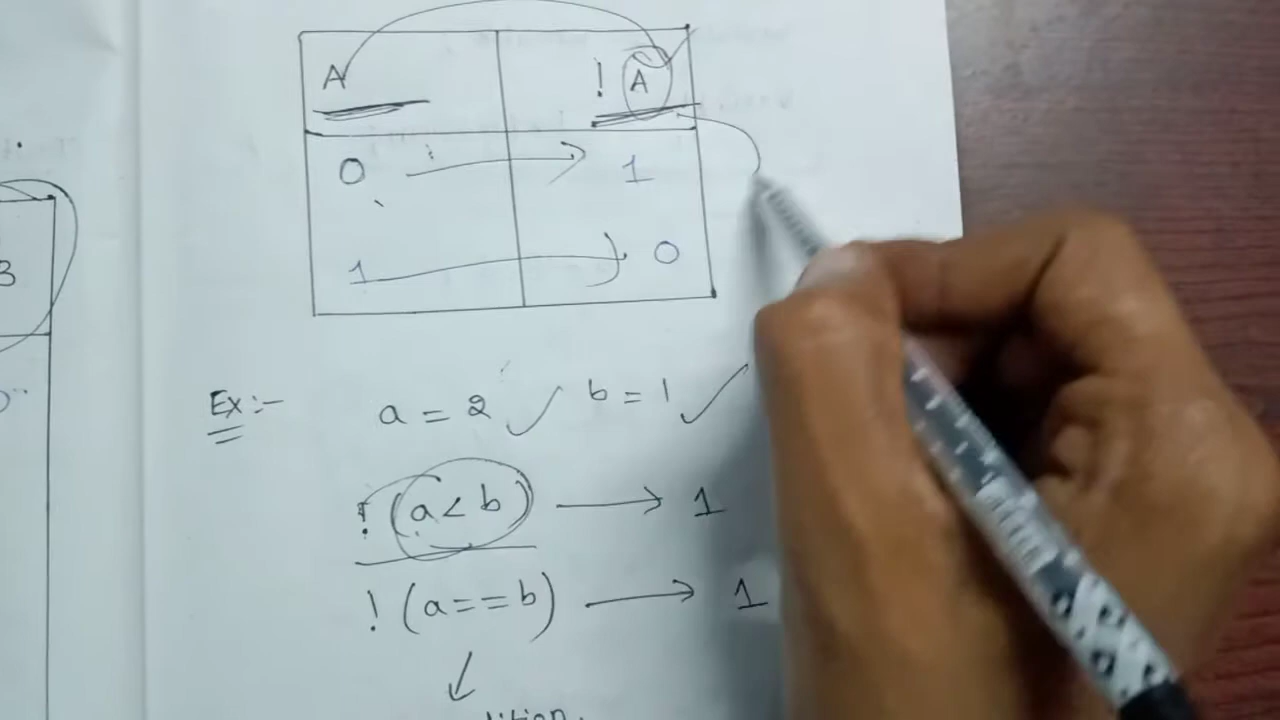 A ! A
0 → 1
1 → 0
Ex:- a = 2 ✓ b = 1 ✓
! (a < b) → 1
! (a == b) → 1
↓